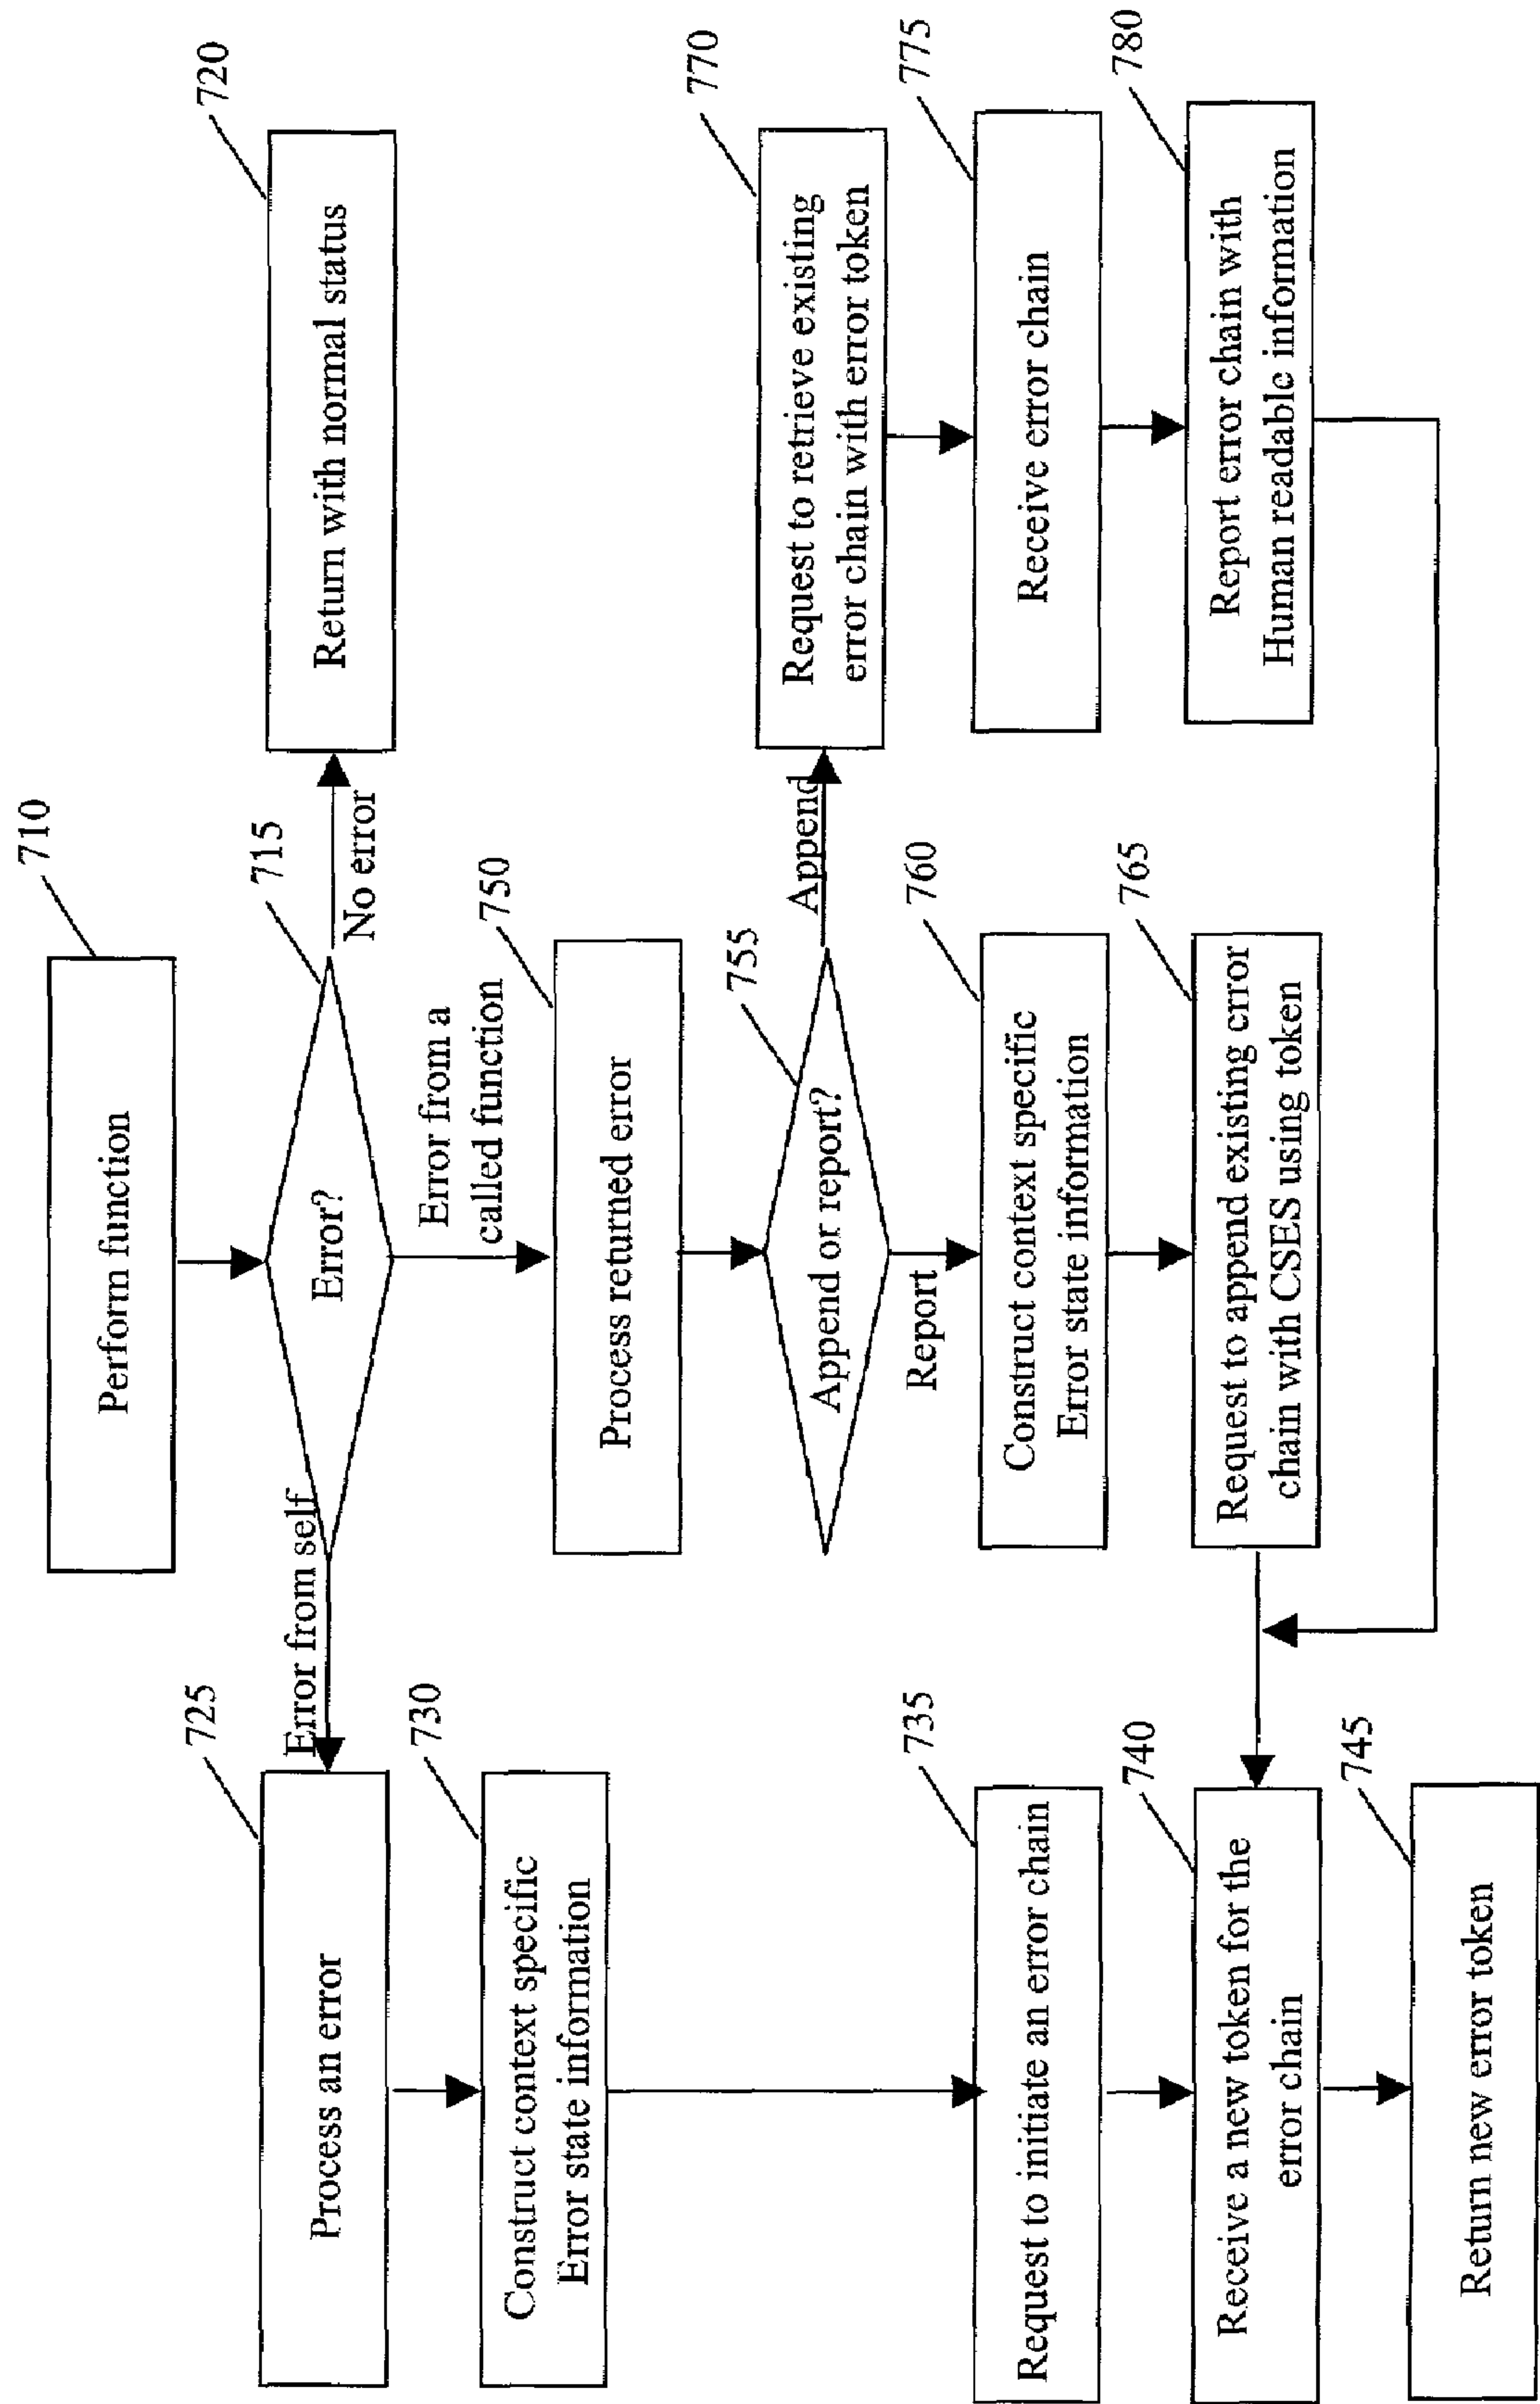 710
Perform function
715
Error?
No error
720
Return with normal status
Error from self
725
Process an error
730
Construct context specific
Error state information
Error from a
called function
750
Process returned error
755
Append or report?
Append
770
Request to retrieve existing
error chain with error token
Report
760
Construct context specific
Error state information
775
Receive error chain
735
Request to initiate an error chain
765
Request to append existing error
chain with CSES using token
780
Report error chain with
Human readable information
740
Receive a new token for the
error chain
745
Return new error token